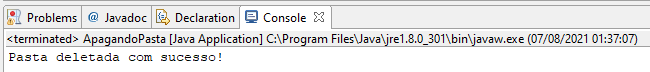 Problems @ Javadoc Declaration Console
<terminated> ApagandoPasta [Java Application] C:\Program Files\Java\jre1.8.0_301\bin\javaw.exe (07/08/2021 01:37:07)
Pasta deletada com sucesso!